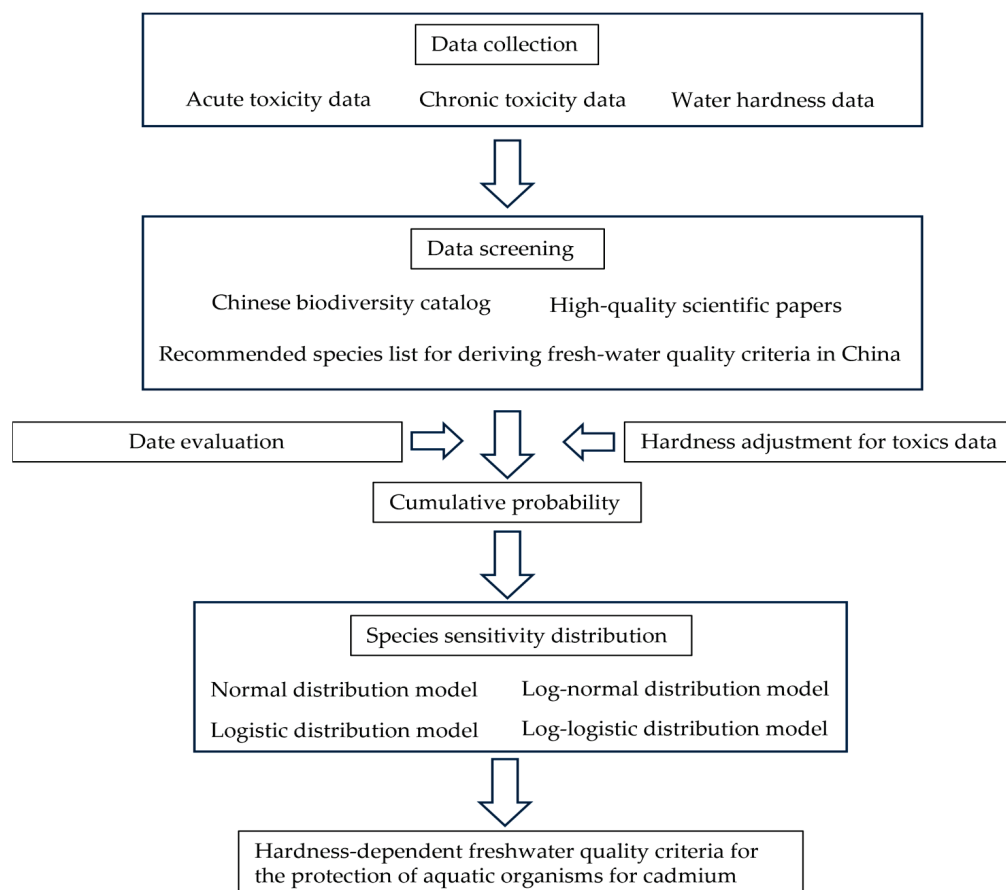 Data collection
Acute toxicity data Chronic toxicity data Water hardness data
Data screening
Chinese biodiversity catalog High-quality scientific papers
Recommended species list for deriving fresh-water quality criteria in China
Date evaluation Hardness adjustment for toxics data
Cumulative probability
Species sensitivity distribution
Normal distribution model Log-normal distribution model
Logistic distribution model Log-logistic distribution model
Hardness-dependent freshwater quality criteria for
the protection of aquatic organisms for cadmium